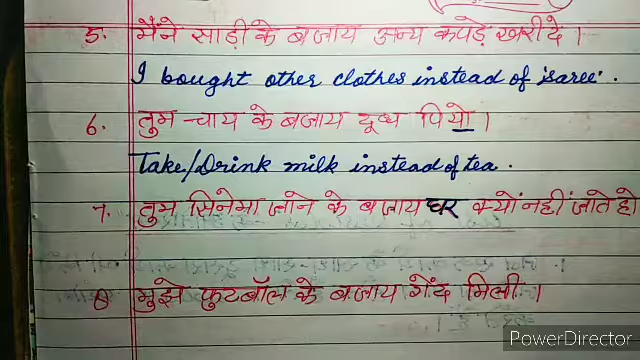 5. मैंने साड़ी के बजाय अन्य कपड़े खरीदे।
I bought other clothes instead of 'saree'.
6. तुम चाय के बजाय दूध पियो।
Take/Drink milk instead of tea.
7. तुम सिनेमा जाने के बजाय घर क्यों नहीं जाते हो
8 मुझे फुटबॉल के बजाय गेंद मिली।
PowerDirector